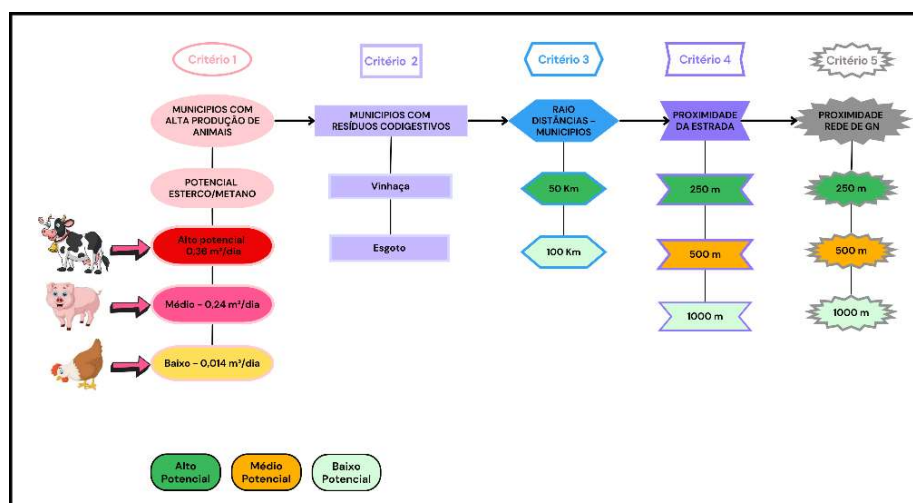 Critério 1
Critério 2
Critério 3
Critério 4
Critério 5
MUNICIPIOS COM
ALTA PRODUÇÃO DE
ANIMAIS
MUNICIPIOS COM
RESÍDUOS CODIGESTIVOS
RAIO
DISTÂNCIAS –
MUNICIPIOS
PROXIMIDADE
DA ESTRADA
PROXIMIDADE
REDE DE GN
POTENCIAL
ESTERCO/METANO
Vinhaça
50 Km
250 m
250 m
Alto potencial
0,36 m³/dia
Esgoto
100 Km
500 m
500 m
Médio – 0,24 m³/dia
1000 m
1000 m
Baixo – 0,014 m³/dia
Alto
Potencial
Médio
Potencial
Baixo
Potencial